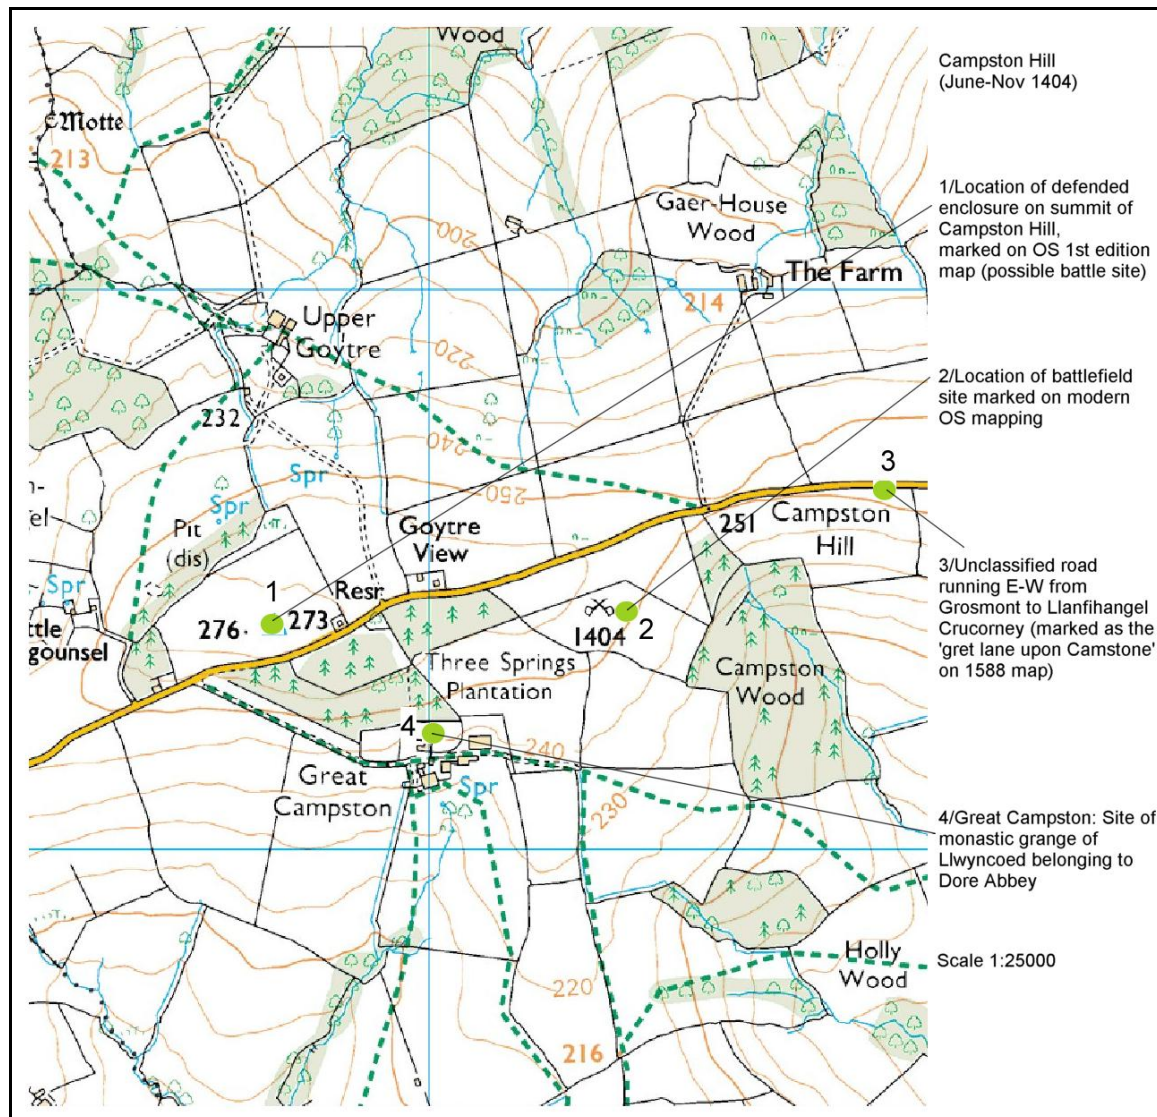 Wood
Motte
213
200
Gaer-House
Wood
The Farm
214
Upper
Goytre
220
232
240
Spr
250
Spr
Pit
(dis)
Goytre
View
251
Campston
Hill
3
Spr
1
Resr
276
273
1404
2
ttle
gounsel
Three Springs
Plantation
Campston
Wood
4
240
Great
Campston
Spr
230
Holly
Wood
220
216
Campston Hill
(June-Nov 1404)
1/Location of defended
enclosure on summit of
Campston Hill,
marked on OS 1st edition
map (possible battle site)
2/Location of battlefield
site marked on modern
OS mapping
3/Unclassified road
running E-W from
Grosmont to Llanfihangel
Crucorney (marked as the
'gret lane upon Camstone'
on 1588 map)
4/Great Campston: Site of
monastic grange of
Llwyncoed belonging to
Dore Abbey
Scale 1:25000